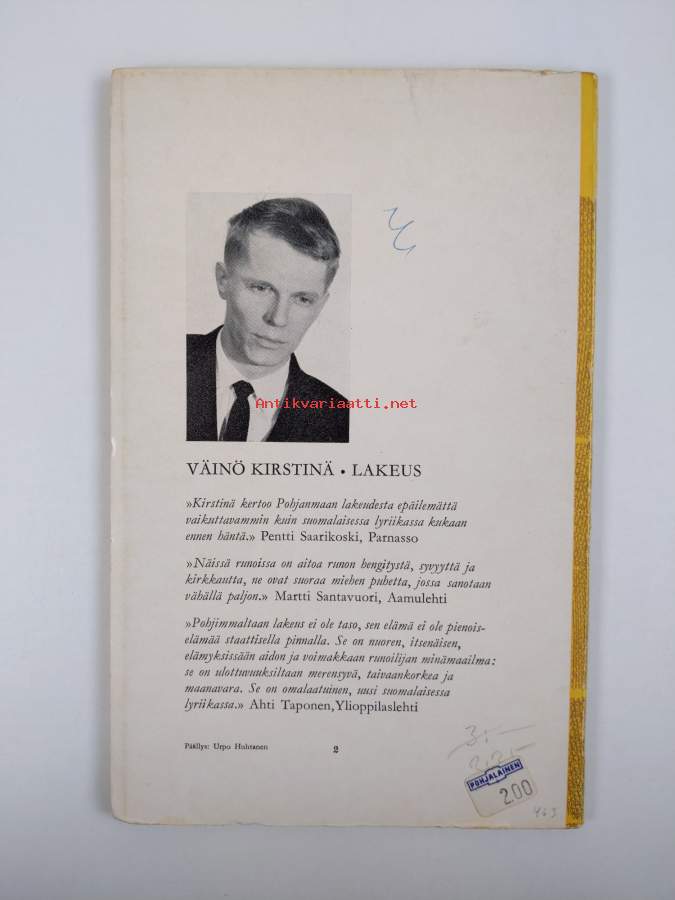 Antikvariaatti.net
VÄINÖ KIRSTINÄ • LAKEUS
»Kirstinä kertoo Pohjanmaan lakeudesta epäilemättä
vaikuttavammin kuin suomalaisessa lyriikassa kukaan
ennen häntä.» Pentti Saarikoski, Parnasso
»Näissä runoissa on aitoa runon hengitystä, syvyyttä ja
kirkkautta, ne ovat suoraa miehen puhetta, jossa sanotaan
vähällä paljon.» Martti Santavuori, Aamulehti
»Pohjimmaltaan lakeus ei ole taso, sen elämä ei ole pienois-
elämää staattisella pinnalla. Se on nuoren, itsenäisen,
elämyksissään aidon ja voimakkaan runoilijan minämaailma:
se on ulottuvuuksiltaan merensyvä, taivaankorkea ja
maanavara. Se on omalaatuinen, uusi suomalaisessa
lyriikassa.» Ahti Taponen, Ylioppilaslehti
Päällys: Urpo Huhtanen 2
3:-
POHJALAINEN
200